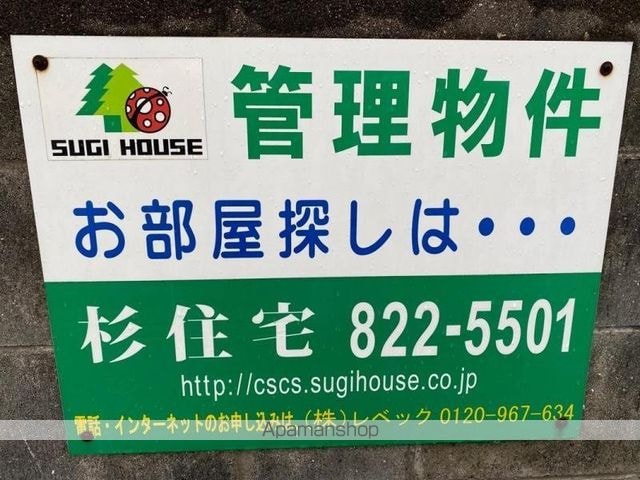 SUGI HOUSE
管理物件
お部屋探しは・・・
杉住宅 822-5501
http://cscs.sugihouse.co.jp
電話・インターネットのお申し込みは (株)レベック 0120-967-634
Apamanshop